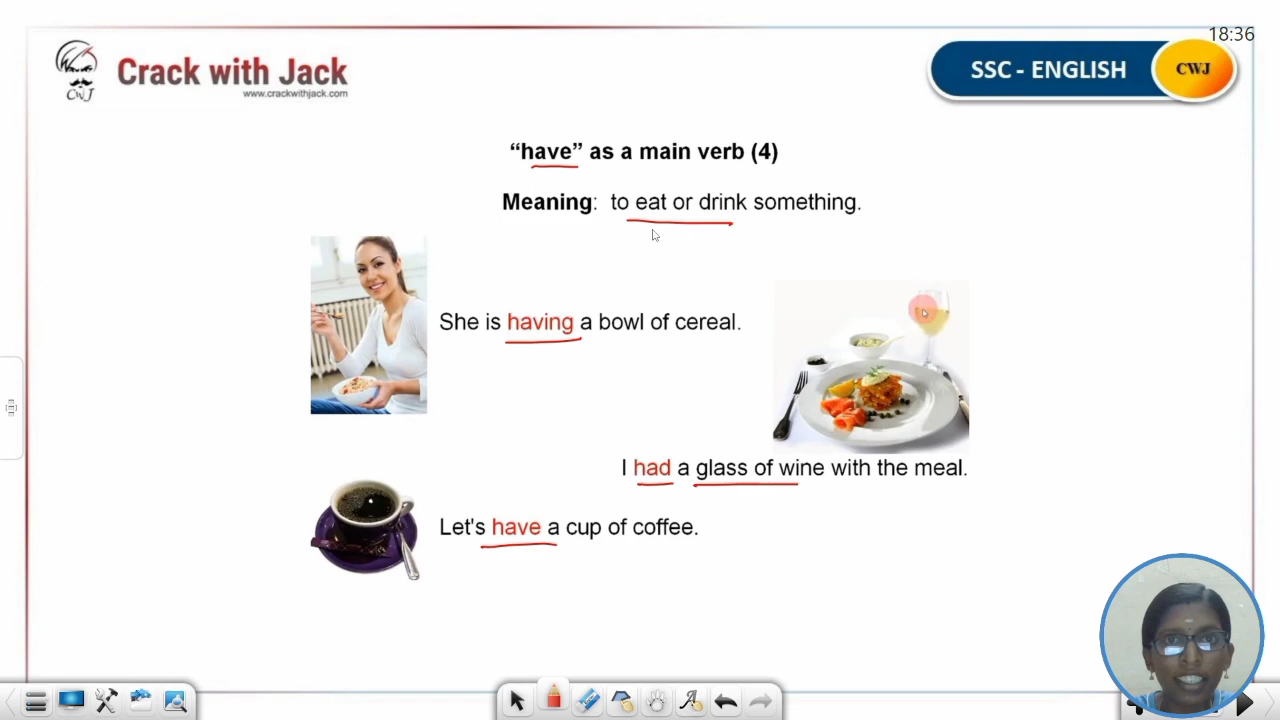 18:36
Crack with Jack
www.crackwithjack.com
CWJ
SSC - ENGLISH
CWJ
“have” as a main verb (4)
Meaning: to eat or drink something.
She is having a bowl of cereal.
I had a glass of wine with the meal.
Let's have a cup of coffee.